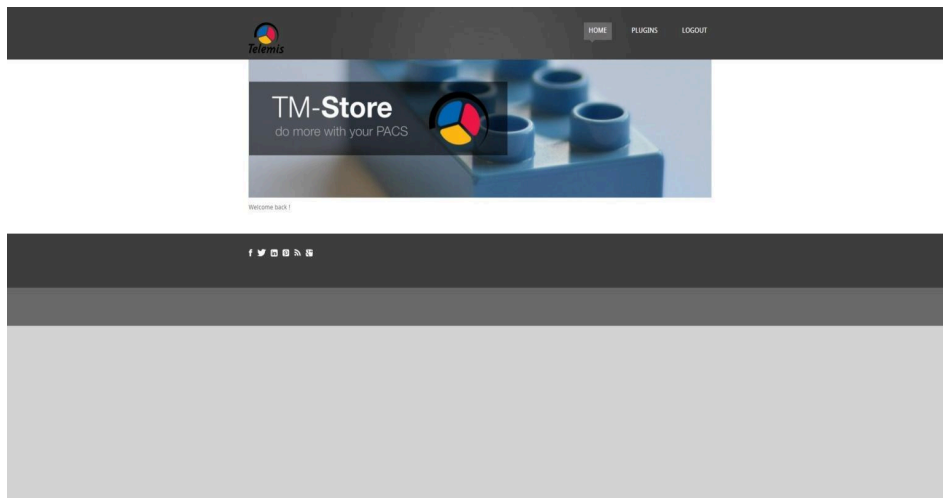 Telemis
HOME PLUGINS LOGOUT
TM-Store
do more with your PACS
Welcome back !